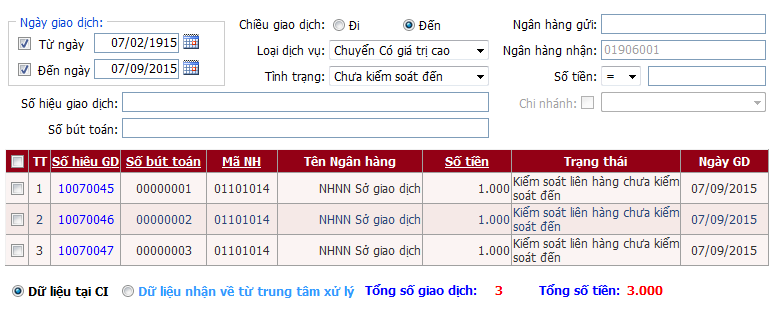 Ngày giao dịch:
Từ ngày 07/02/1915
Đến ngày 07/09/2015
Chiều giao dịch: Đi Đến
Loại dịch vụ: Chuyển Có giá trị cao
Tình trạng: Chưa kiểm soát đến
Ngân hàng gửi:
Ngân hàng nhận: 01906001
Số tiền: =
Số hiệu giao dịch:
Chi nhánh:
Số bút toán:
TT Số hiệu GD Số bút toán Mã NH Tên Ngân hàng Số tiền Trạng thái Ngày GD
1 10070045 00000001 01101014 NHNN Sở giao dịch 1.000 Kiểm soát liên hàng chưa kiểm soát đến 07/09/2015
2 10070046 00000002 01101014 NHNN Sở giao dịch 1.000 Kiểm soát liên hàng chưa kiểm soát đến 07/09/2015
3 10070047 00000003 01101014 NHNN Sở giao dịch 1.000 Kiểm soát liên hàng chưa kiểm soát đến 07/09/2015
Dữ liệu tại CI Dữ liệu nhận về từ trung tâm xử lý Tổng số giao dịch: 3 Tổng số tiền: 3.000